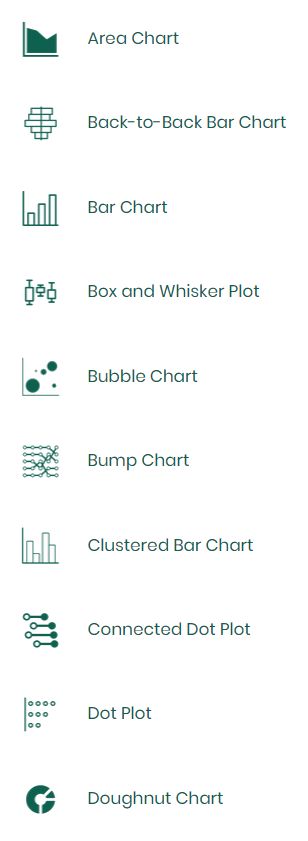 Area Chart
Back-to-Back Bar Chart
Bar Chart
Box and Whisker Plot
Bubble Chart
Bump Chart
Clustered Bar Chart
Connected Dot Plot
Dot Plot
Doughnut Chart